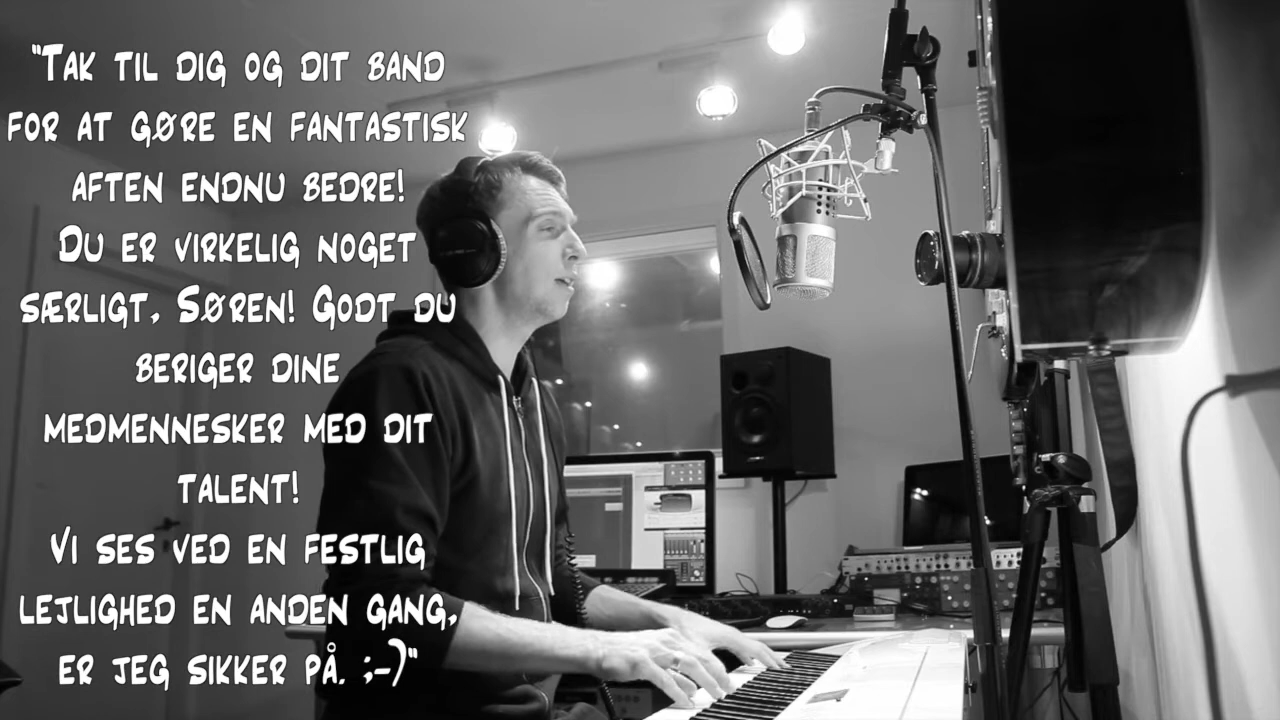 "Tak til dig og dit band
for at gøre en fantastisk
aften endnu bedre!
Du er virkelig noget
særligt, Søren! Godt du
beriger dine
medmennesker med dit
talent!
Vi ses ved en festlig
lejlighed en anden gang,
er jeg sikker på. ;-)"